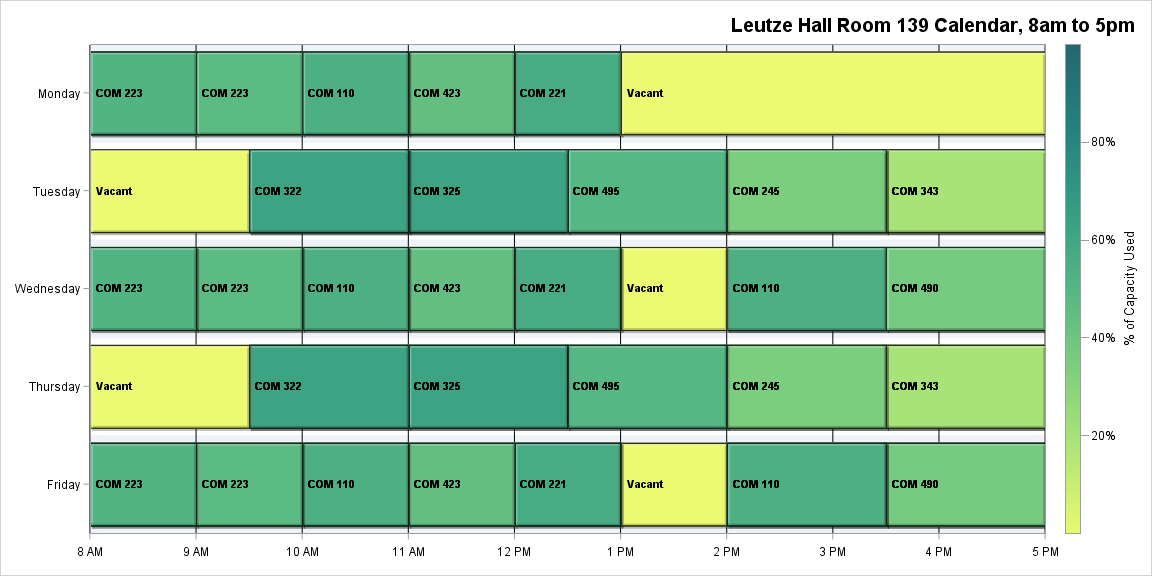 Leutze Hall Room 139 Calendar, 8am to 5pm
Monday COM 223 COM 223 COM 110 COM 423 COM 221 Vacant
80%
Tuesday Vacant COM 322 COM 325 COM 495 COM 245 COM 343
60%
% of Capacity Used
Wednesday COM 223 COM 223 COM 110 COM 423 COM 221 Vacant COM 110 COM 490
40%
Thursday Vacant COM 322 COM 325 COM 495 COM 245 COM 343
20%
Friday COM 223 COM 223 COM 110 COM 423 COM 221 Vacant COM 110 COM 490
8 AM 9 AM 10 AM 11 AM 12 PM 1 PM 2 PM 3 PM 4 PM 5 PM